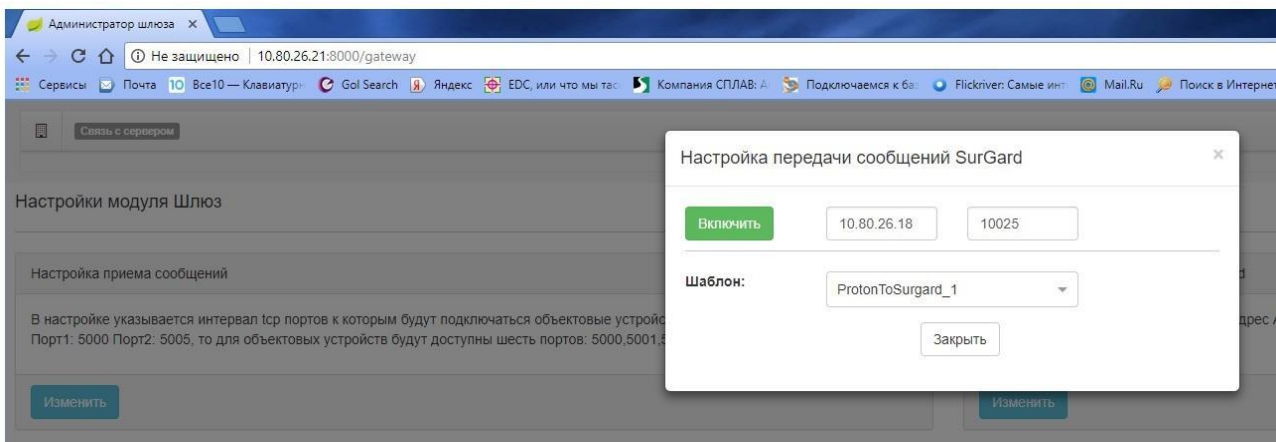 Администратор шлюза
Не защищено 10.80.26.21:8000/gateway
Сервисы Почта 10 Все10 — Клавиатурн Gol Search Яндекс EDC, или что мы тас Компания СПЛАВ: А Подключаемся к ба: Flickriver: Самые инт Mail.Ru Поиск в Интернет
Связь с сервером
Настройка передачи сообщений SurGard ×
Настройки модуля Шлюз
Включить 10.80.26.18 10025
Настройка приема сообщений
Шаблон: ProtonToSurgard_1
В настройке указывается интервал tcp портов к которым будут подключаться объектовые устройс
Порт1: 5000 Порт2: 5005, то для объектовых устройств будут доступны шесть портов: 5000,5001,5
дрес А
Закрыть
Изменить
Изменить